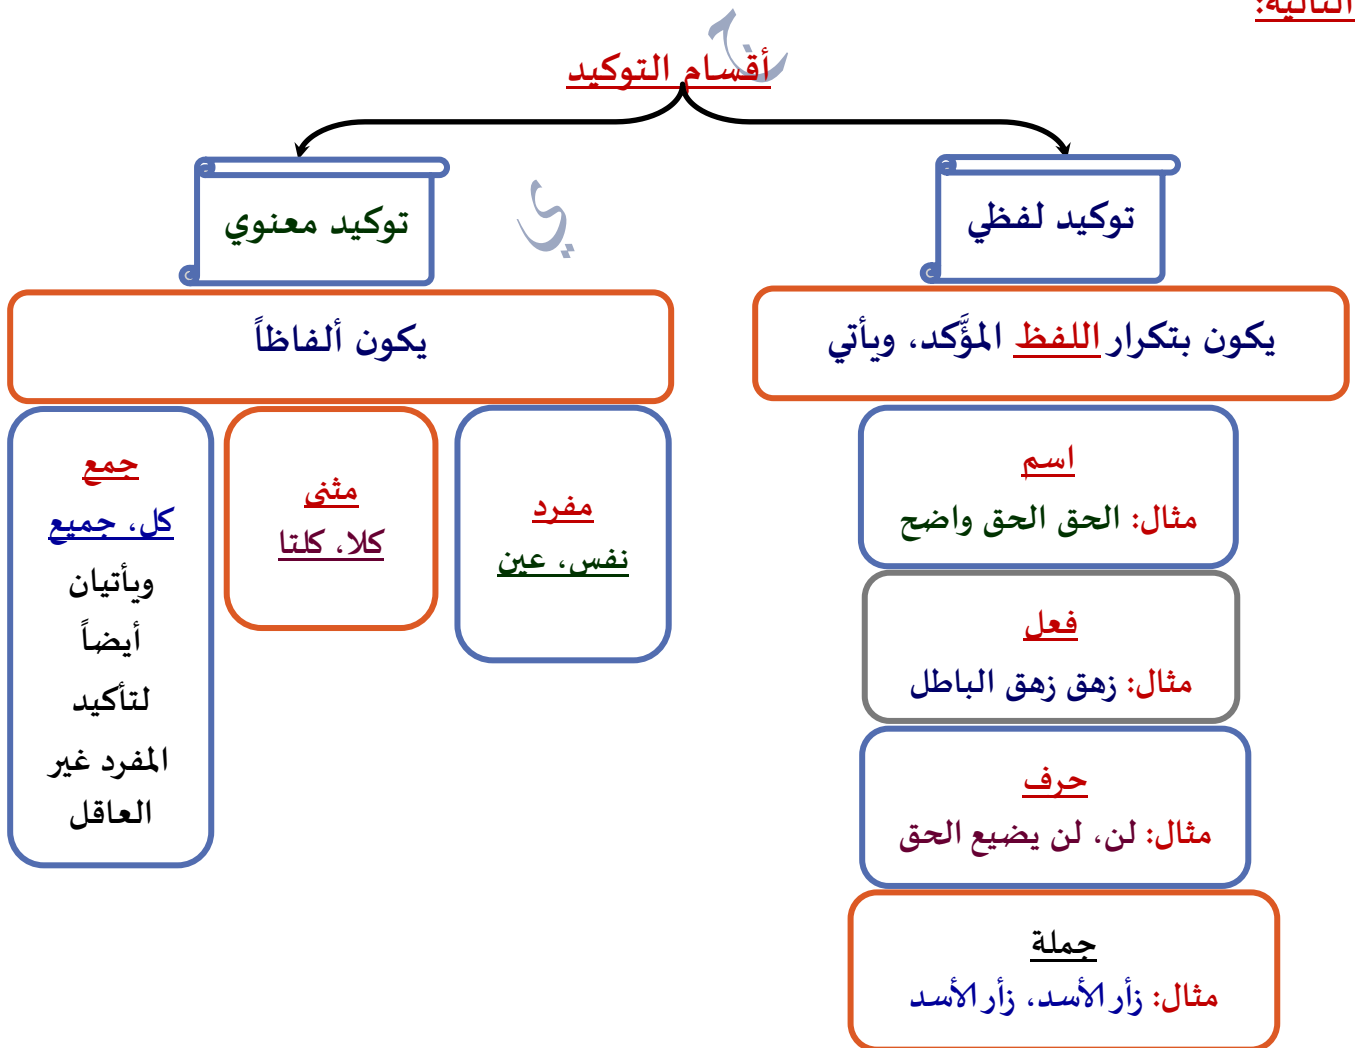 التالية:
أقسام التوكيد
توكيد لفظي
يكون بتكرار اللفظ المؤَّكد، ويأتي
اسم
مثال: الحق الحق واضح
فعل
مثال: زهق زهق الباطل
حرف
مثال: لن، لن يضيع الحق
جملة
مثال: زأر الأسد، زأر الأسد
توكيد معنوي
يكون ألفاظاً
مفرد
نفس، عين
مثنى
كلا، كلتا
جمع
كل، جميع
ويأتيان
أيضاً
لتأكيد
المفرد غير
العاقل